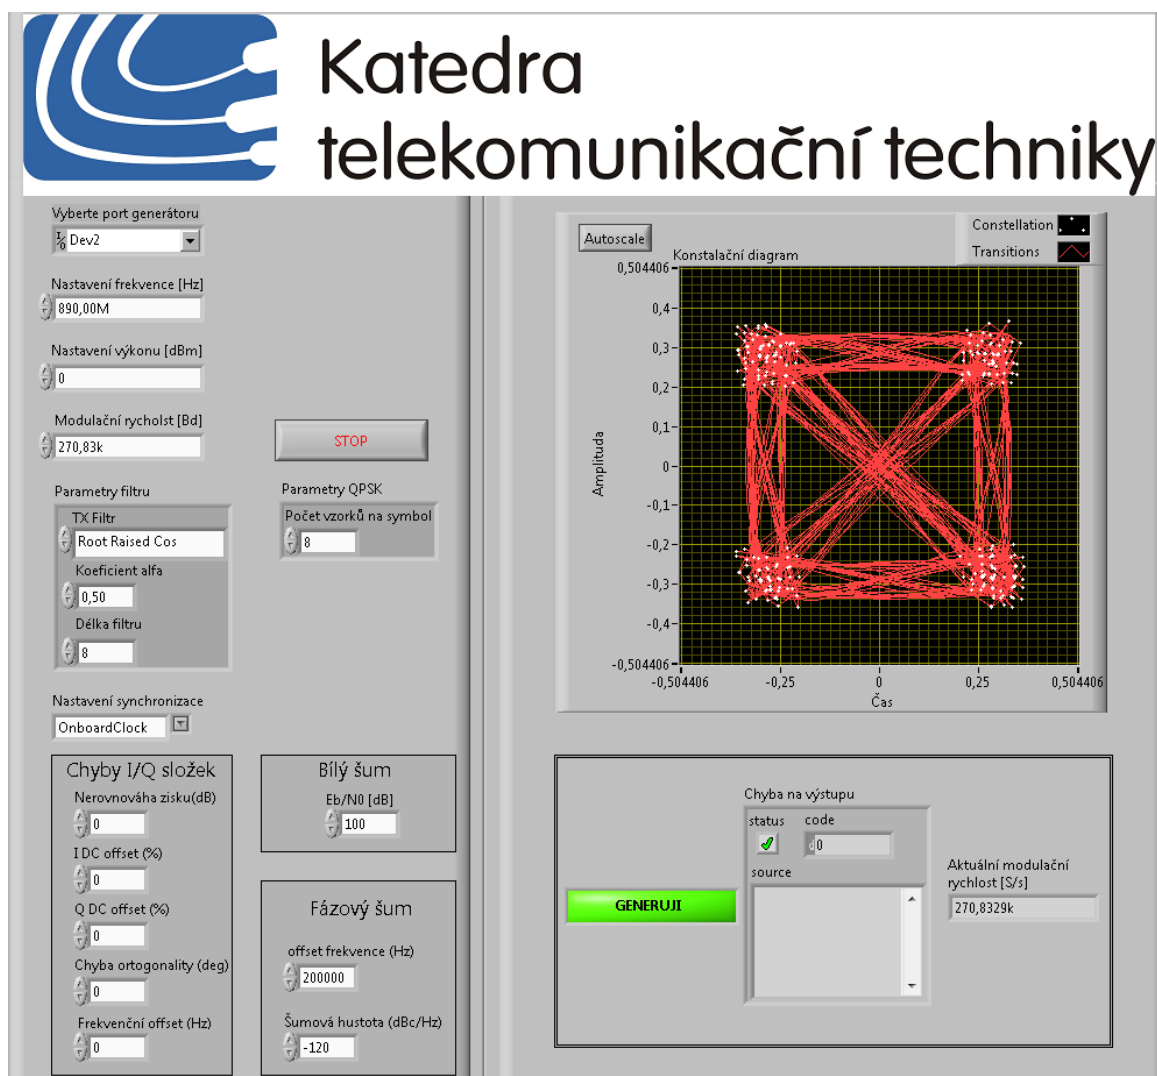 Katedra
telekomunikační techniky
Vyberte port generátoru
Dev2
Nastavení frekvence [Hz]
890,00M
Nastavení výkonu [dBm]
0
Modulační rycholst [Bd]
270,83k
STOP
Parametry filtru
TX Filtr
Root Raised Cos
Koeficient alfa
0,50
Délka filtru
8
Parametry QPSK
Počet vzorků na symbol
8
Nastavení synchronizace
OnboardClock
Chyby I/Q složek
Nerovnováha zisku(dB)
0
I DC offset (%)
0
Q DC offset (%)
0
Chyba ortogonality (deg)
0
Frekvenční offset (Hz)
0
Bílý šum
Eb/N0 [dB]
100
Fázový šum
offset frekvence (Hz)
200000
Šumová hustota (dBc/Hz)
-120
Autoscale
Konstalační diagram
Constellation
Transitions
0,504406
0,4
0,3
0,2
0,1
0
-0,1
-0,2
-0,3
-0,4
-0,504406
Amplituda
-0,504406 -0,25 0 0,25 0,504406
Čas
GENERUJI
Chyba na výstupu
status code
d0
source
Aktuální modulační
rychlost [S/s]
270,8329k